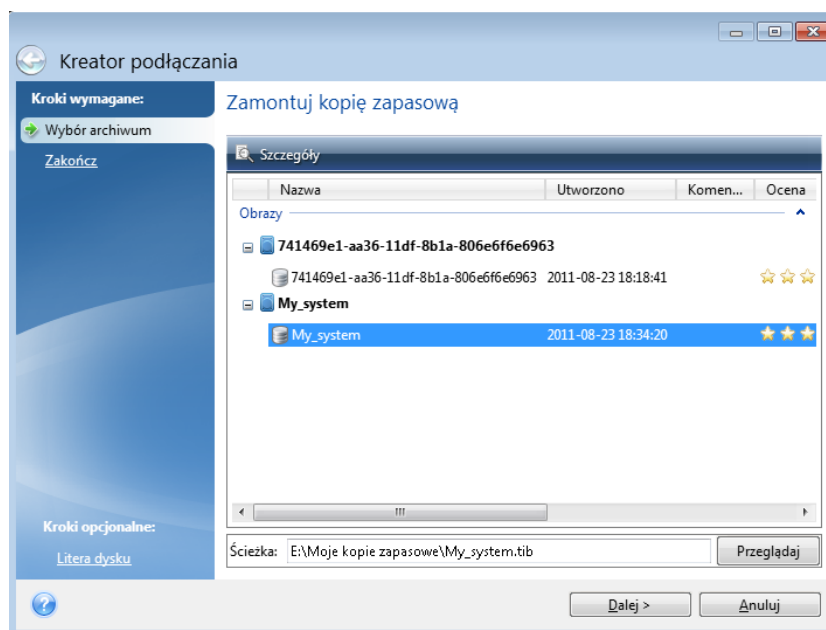 Kreator podłączania
Kroki wymagane:
Wybór archiwum
Zakończ
Kroki opcjonalne:
Litera dysku
Zamontuj kopię zapasową
Szczegóły
Nazwa Utworzono Komen... Ocena
Obrazy
741469e1-aa36-11df-8b1a-806e6f6e6963
741469e1-aa36-11df-8b1a-806e6f6e6963 2011-08-23 18:18:41
My_system
My_system 2011-08-23 18:34:20
Ścieżka: E:\Moje kopie zapasowe\My_system.tib Przeglądaj
Dalej > Anuluj